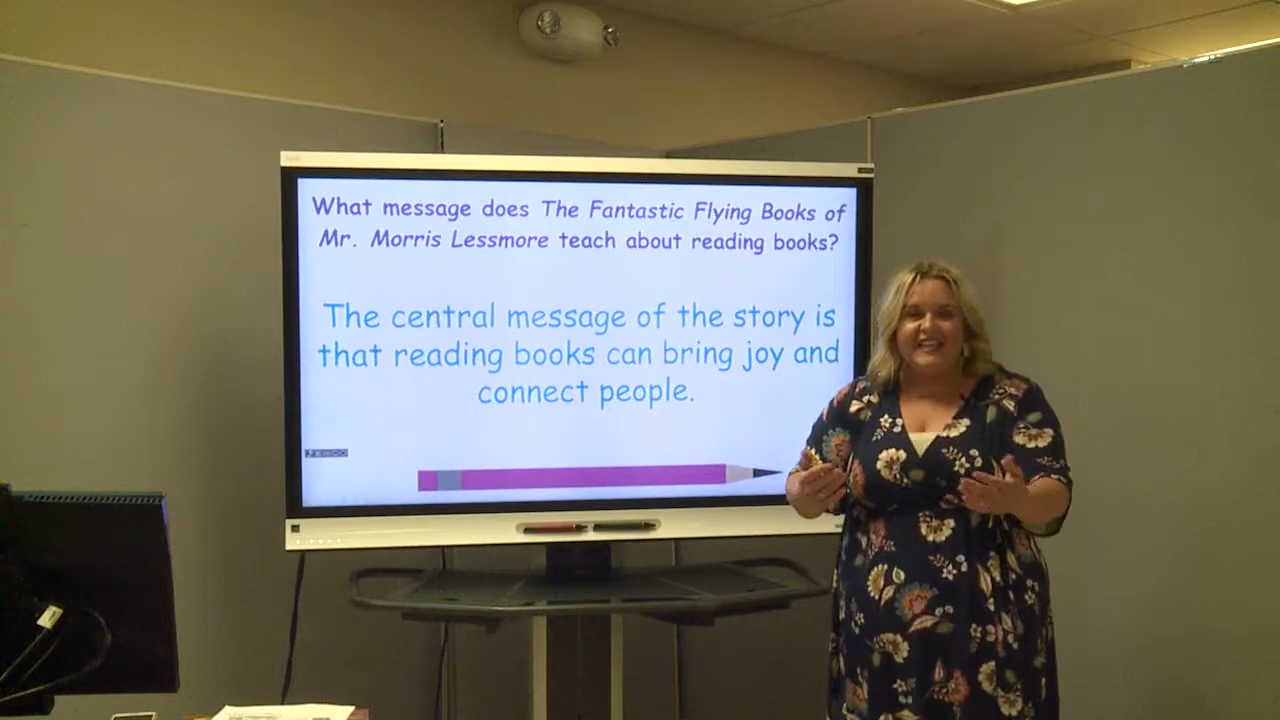 What message does The Fantastic Flying Books of
Mr. Morris Lessmore teach about reading books?
The central message of the story is
that reading books can bring joy and
connect people.